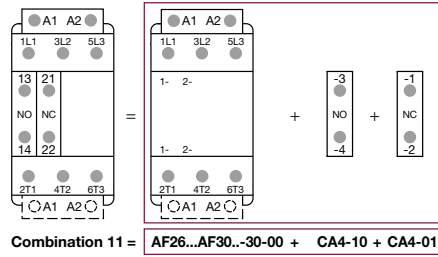 A1 A2 A1 A2
1L1 3L2 5L3 1L1 3L2 5L3
13 21 1- 2- -3 -1
NO NC = + NO + NC
14 22 1- 2- -4 -2
2T1 4T2 6T3 2T1 4T2 6T3
A1 A2 A1 A2
Combination 11 = AF26...AF30..-30-00 + CA4-10 + CA4-01